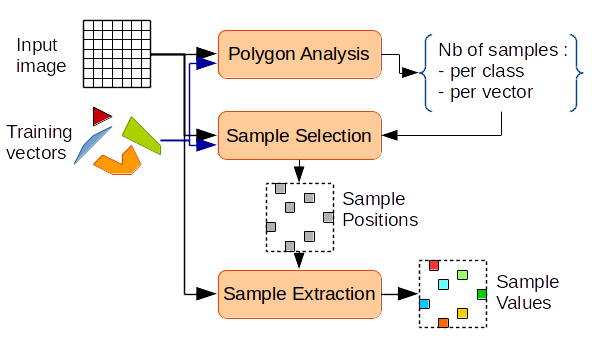 Input
image
Polygon Analysis
Nb of samples :
- per class
- per vector
Training
vectors
Sample Selection
Sample
Positions
Sample Extraction
Sample
Values